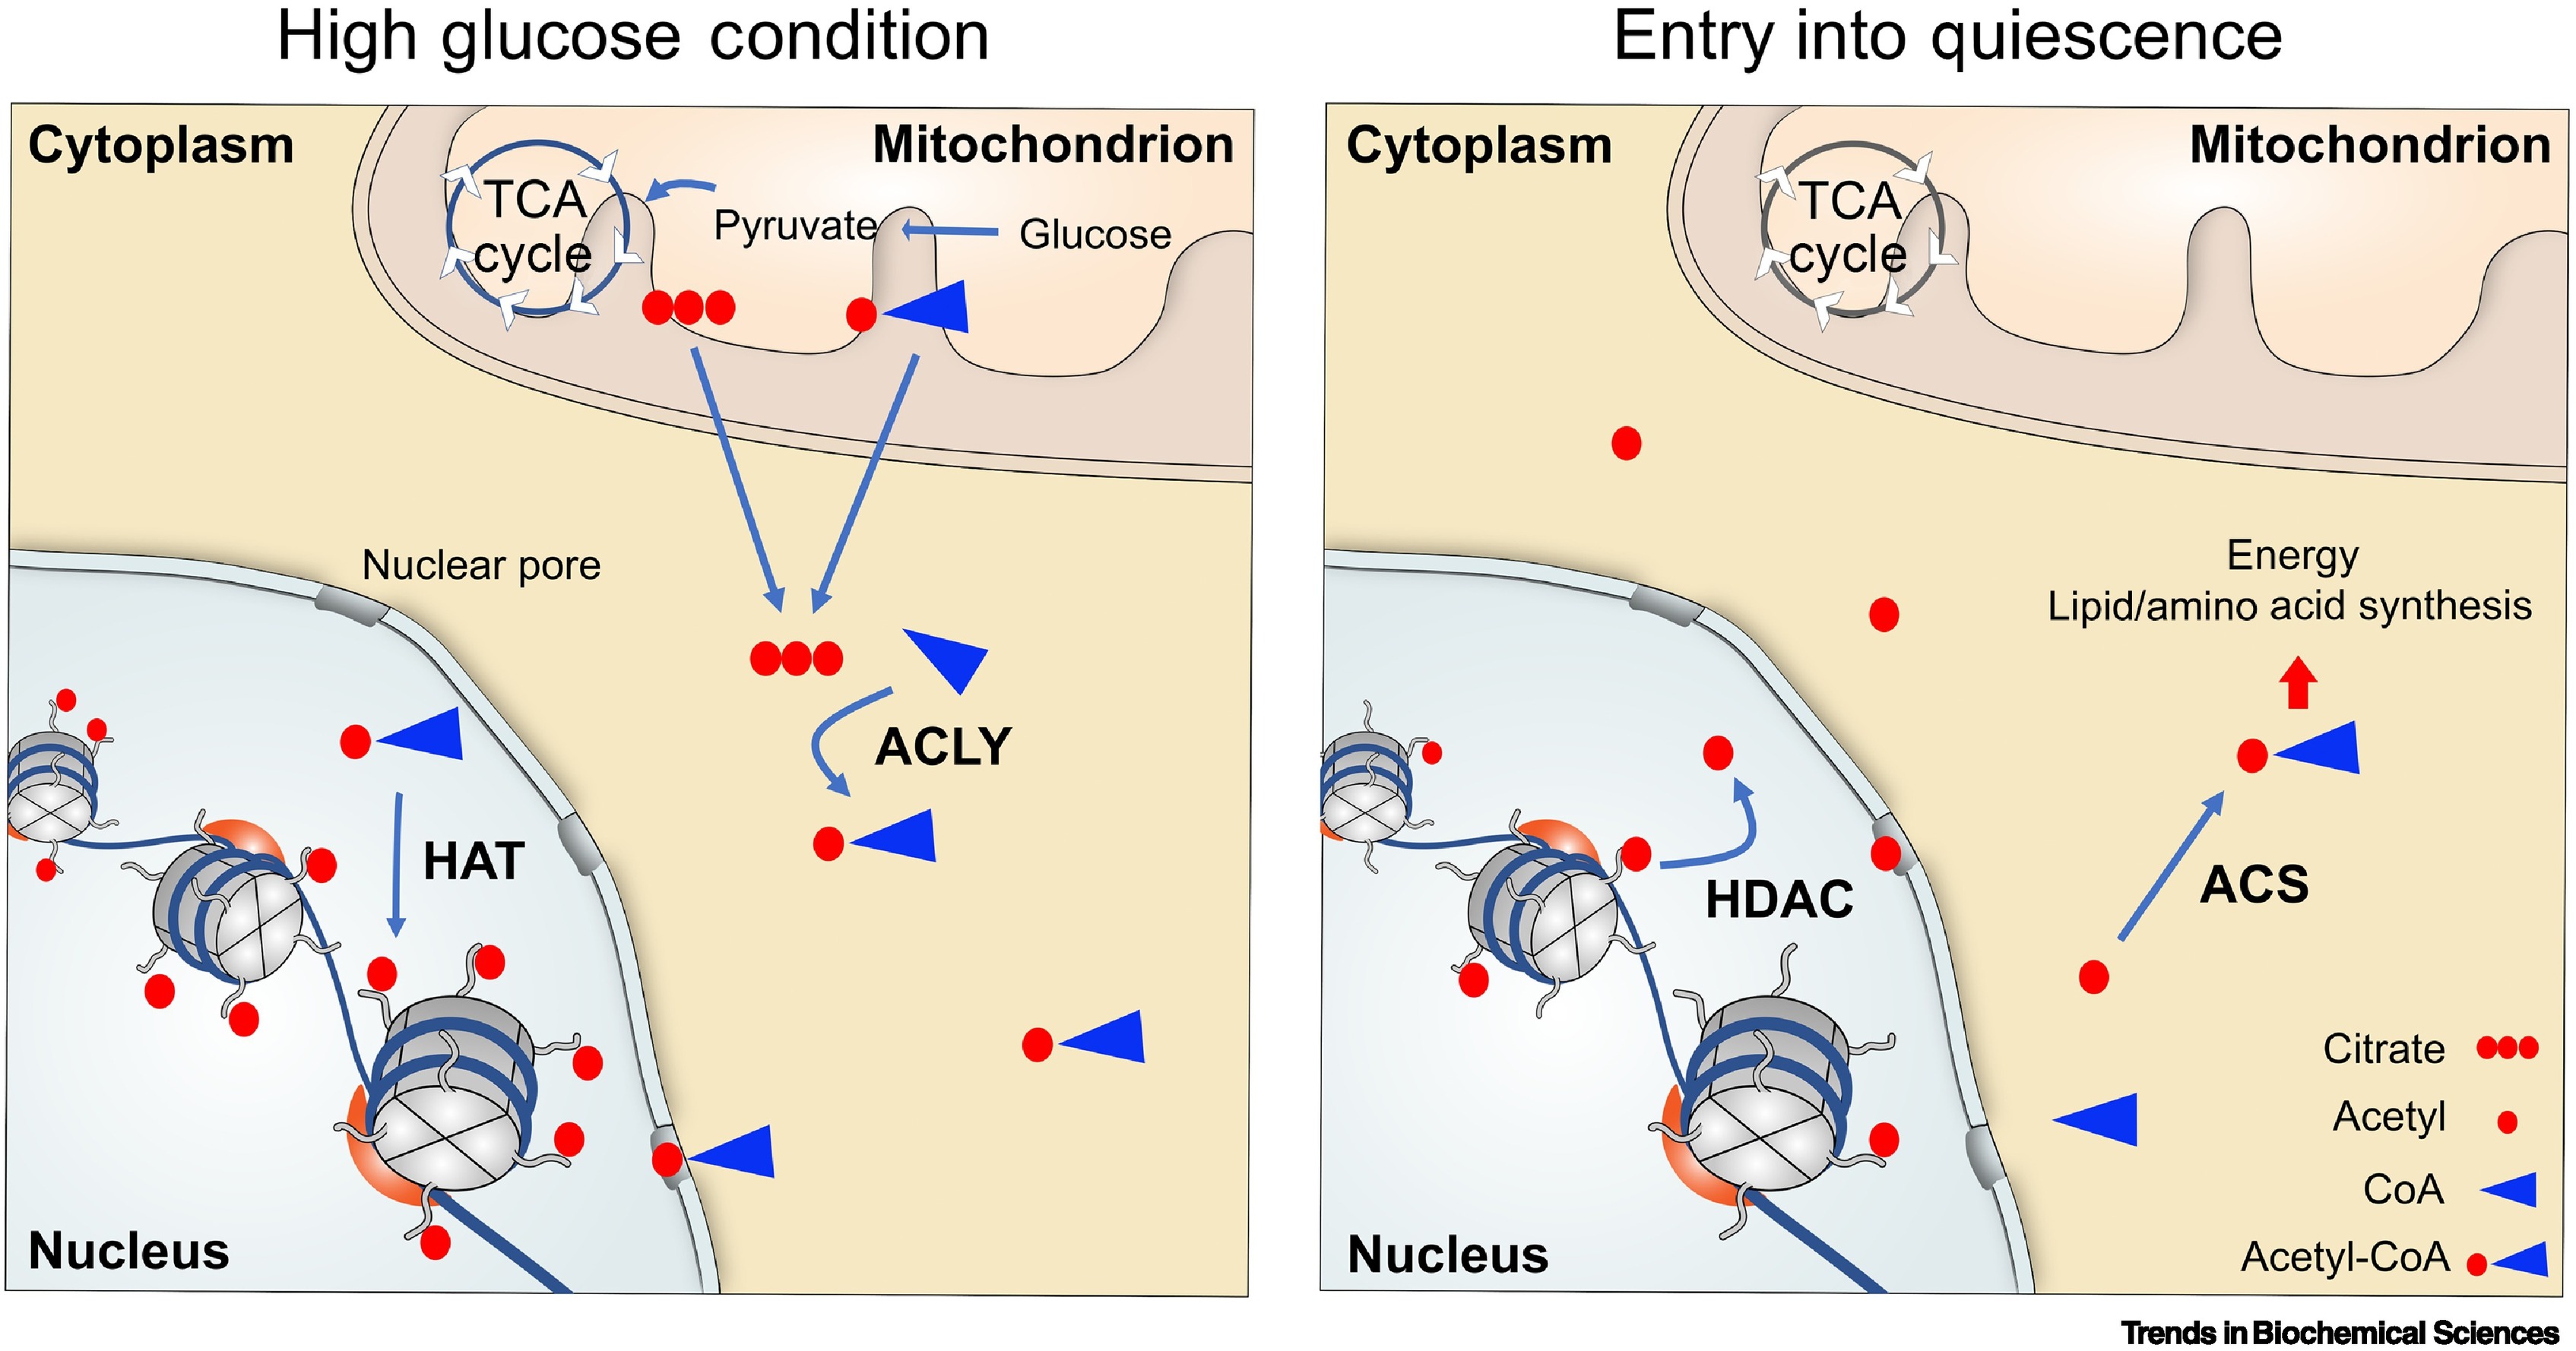 High glucose condition
Cytoplasm
Mitochondrion
TCA
cycle
Pyruvate
Glucose
Nuclear pore
ACLY
HAT
Nucleus
Entry into quiescence
Cytoplasm
Mitochondrion
TCA
cycle
Energy
Lipid/amino acid synthesis
HDAC
ACS
Citrate
Acetyl
CoA
Acetyl-CoA
Nucleus
Trends in Biochemical Sciences